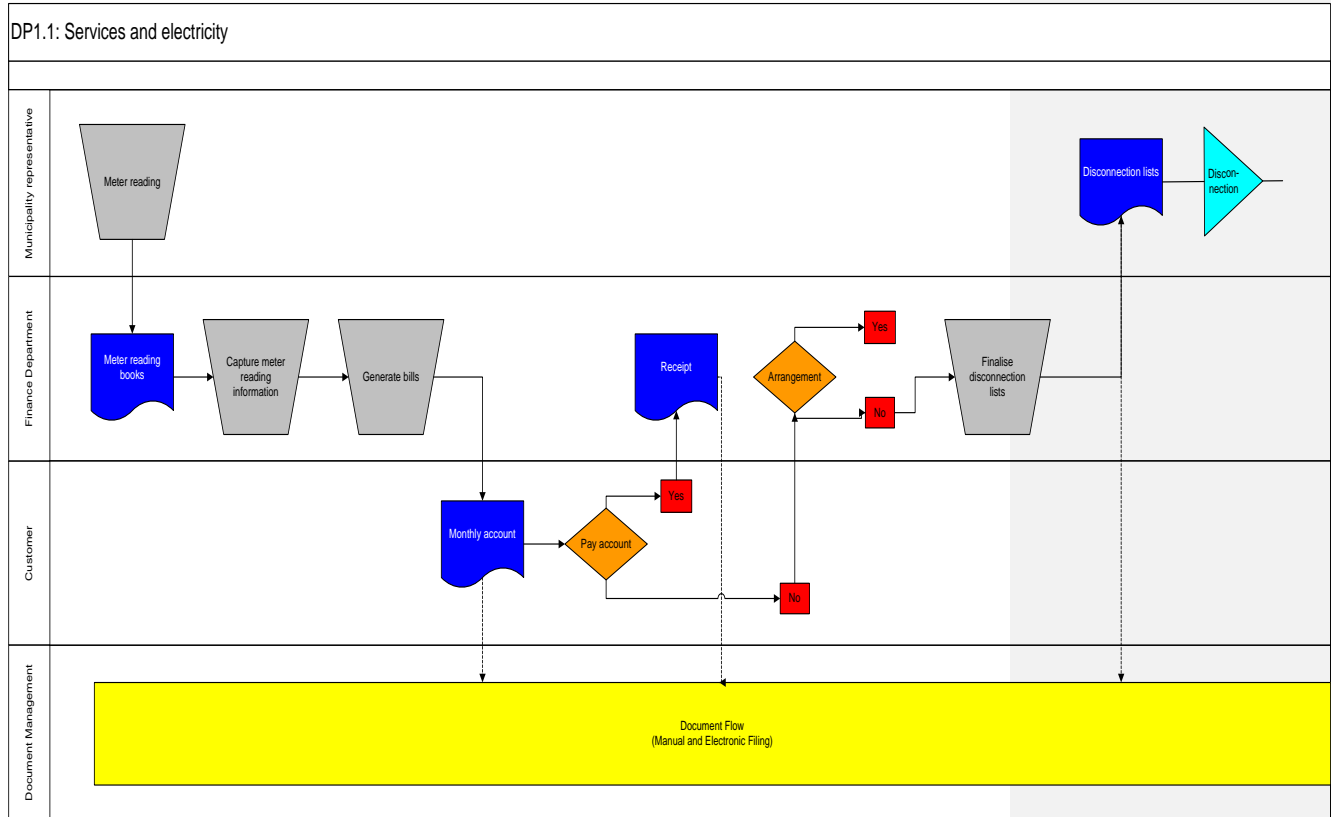 DP1.1: Services and electricity
Municipality representative
Meter reading
Disconnection lists
Discon-
nection
Finance Department
Meter reading
books
Capture meter
reading
information
Generate bills
Receipt
Arrangement
Yes
No
Finalise
disconnection
lists
Customer
Monthly account
Pay account
Yes
No
Document Management
Document Flow
(Manual and Electronic Filing)